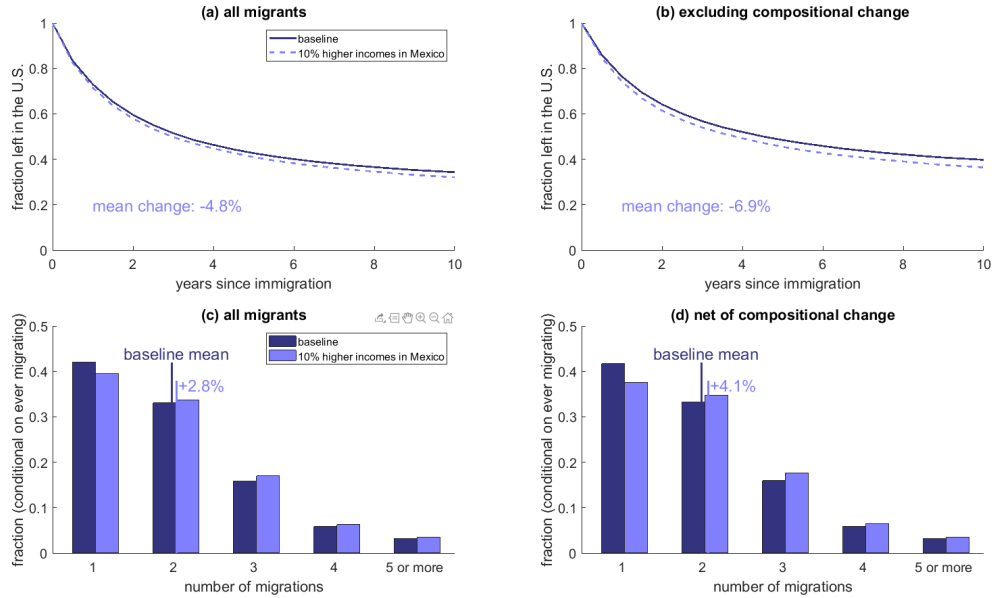 (a) all migrants
fraction left in the U.S.
1
0.8
0.6
0.4
0.2
0
baseline
10% higher incomes in Mexico
mean change: -4.8%
0 2 4 6 8 10
years since immigration
(b) excluding compositional change
fraction left in the U.S.
1
0.8
0.6
0.4
0.2
0
mean change: -6.9%
0 2 4 6 8 10
years since immigration
(c) all migrants
fraction (conditional on ever migrating)
0.5
0.4
0.3
0.2
0.1
0
baseline
10% higher incomes in Mexico
baseline mean
+2.8%
1 2 3 4 5 or more
number of migrations
(d) net of compositional change
fraction (conditional on ever migrating)
0.5
0.4
0.3
0.2
0.1
0
baseline mean
+4.1%
1 2 3 4 5 or more
number of migrations